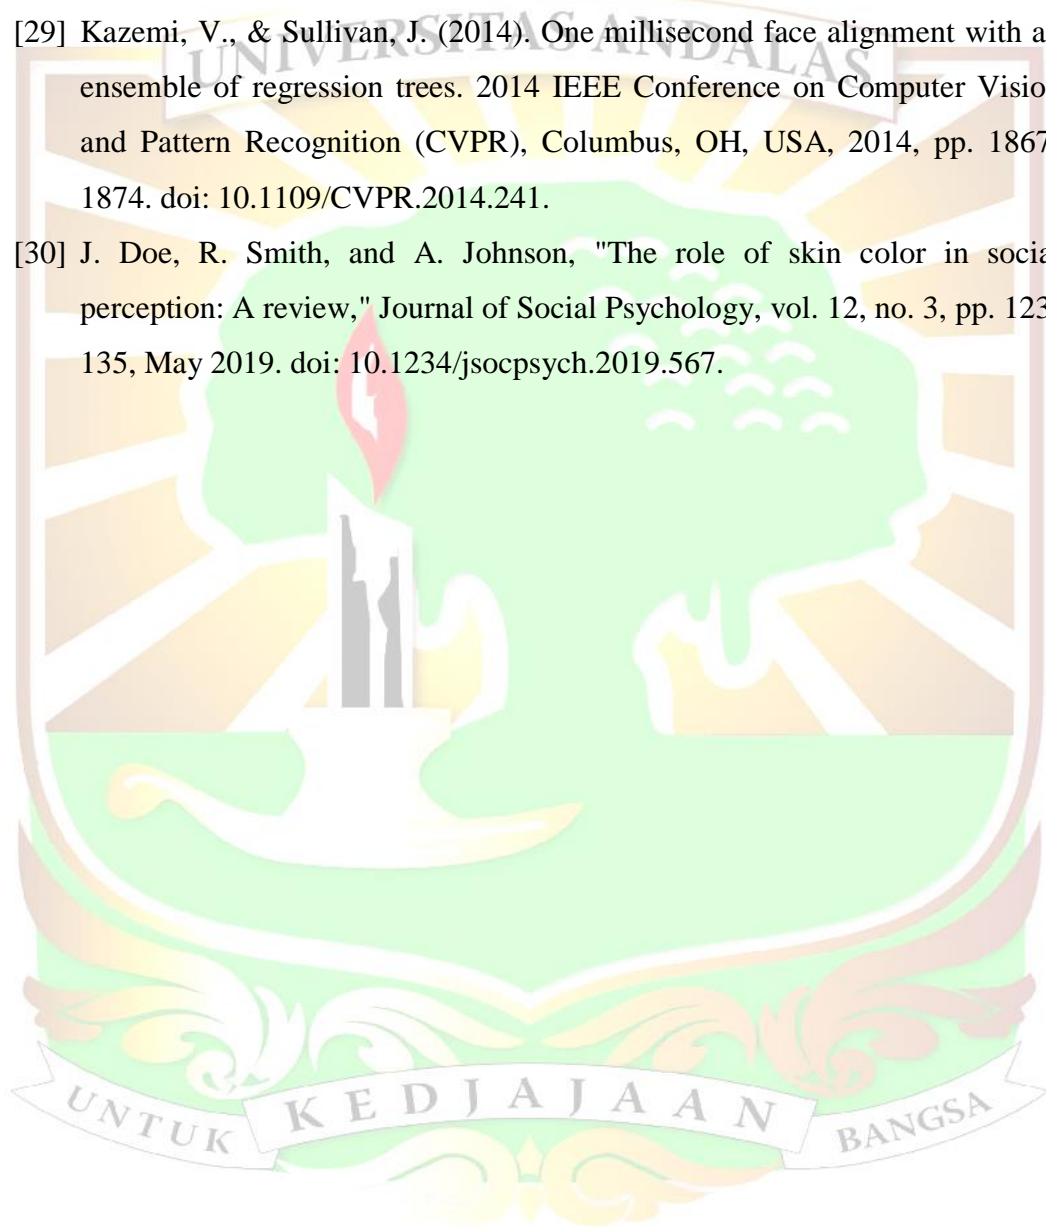 UNIVERSITAS ANDALAS
[29] Kazemi, V., & Sullivan, J. (2014). One millisecond face alignment with a
ensemble of regression trees. 2014 IEEE Conference on Computer Visio
and Pattern Recognition (CVPR), Columbus, OH, USA, 2014, pp. 1867
1874. doi: 10.1109/CVPR.2014.241.
[30] J. Doe, R. Smith, and A. Johnson, "The role of skin color in socia
perception: A review," Journal of Social Psychology, vol. 12, no. 3, pp. 123
135, May 2019. doi: 10.1234/jsocpsych.2019.567.
UNTUK KEDJAJAAN BANGSA